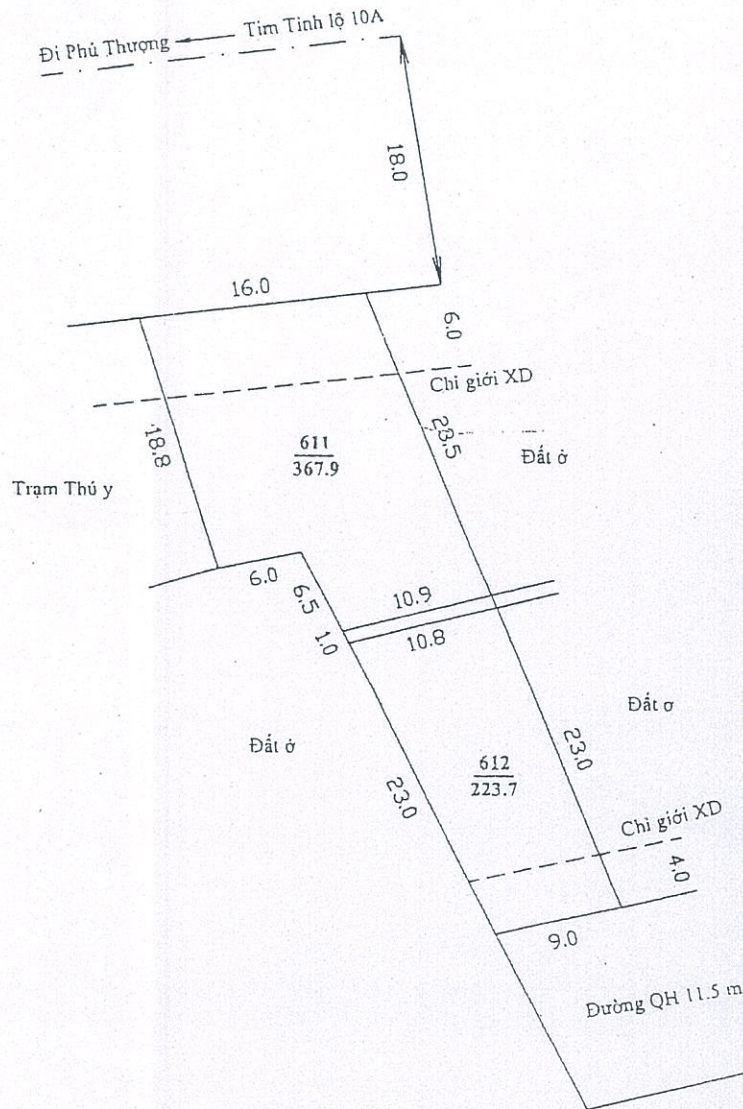 Đi Phú Thượng
Tim Tỉnh lộ 10A
18.0
16.0
6.0
Chỉ giới XD
18.8
611
367.9
23.5
Đất ở
Trạm Thú y
6.0
6.5
10.9
1.0
10.8
Đất ở
Đất ơ
612
223.7
23.0
23.0
Chỉ giới XD
4.0
9.0
Đường QH 11.5 m